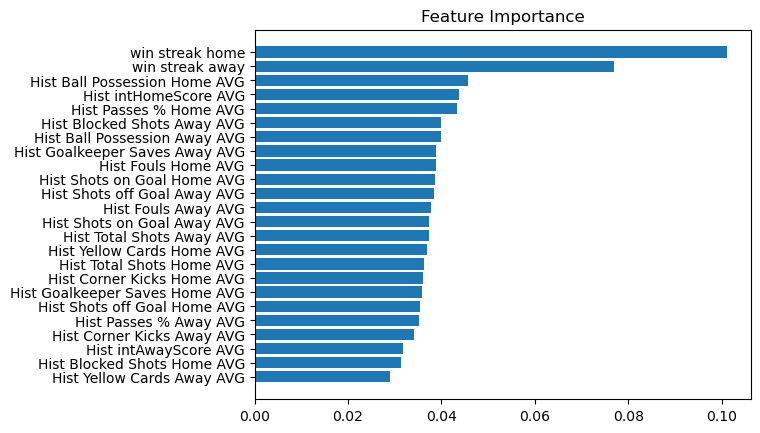 Feature Importance
win streak home
win streak away
Hist Ball Possession Home AVG
Hist intHomeScore AVG
Hist Passes % Home AVG
Hist Blocked Shots Away AVG
Hist Ball Possession Away AVG
Hist Goalkeeper Saves Away AVG
Hist Fouls Home AVG
Hist Shots on Goal Home AVG
Hist Shots off Goal Away AVG
Hist Fouls Away AVG
Hist Shots on Goal Away AVG
Hist Total Shots Away AVG
Hist Yellow Cards Home AVG
Hist Total Shots Home AVG
Hist Corner Kicks Home AVG
Hist Goalkeeper Saves Home AVG
Hist Shots off Goal Home AVG
Hist Passes % Away AVG
Hist Corner Kicks Away AVG
Hist intAwayScore AVG
Hist Blocked Shots Home AVG
Hist Yellow Cards Away AVG
0.00 0.02 0.04 0.06 0.08 0.10